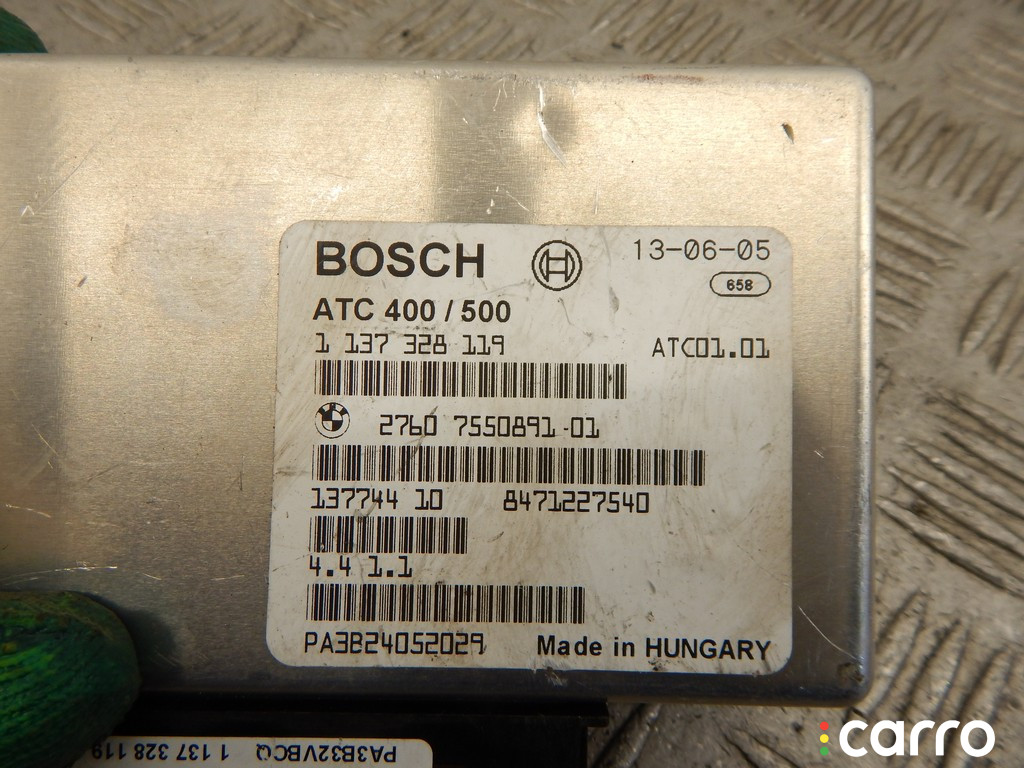 BOSCH 13-06-05
658
ATC 400 / 500
1 137 328 119 ATC01.01
BMW
2760 7550891-01
137744 10 8471227540
4.4 1.1
PA3B24052029 Made in HUNGARY
PA3B32VBCQ 1 137 328 119
carro